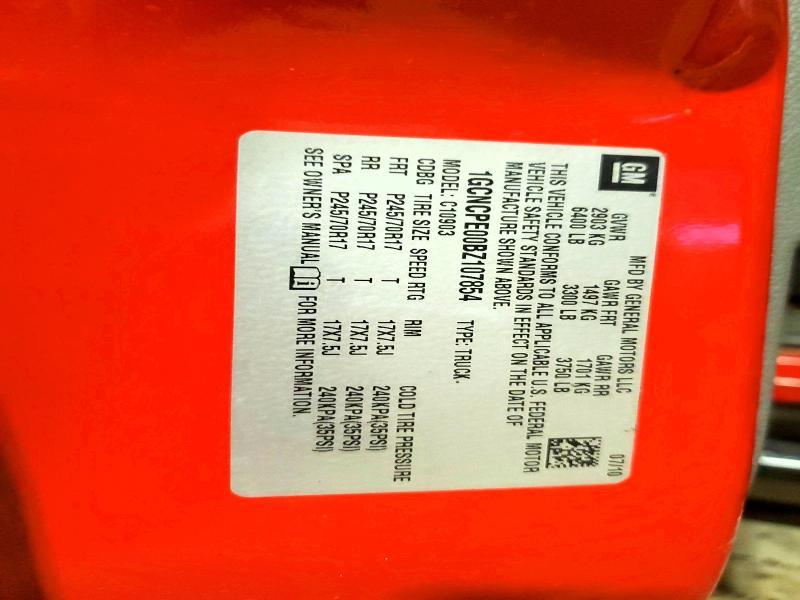 GM MFD BY GENERAL MOTORS LLC 07/10
GVWR GAWR FRT GAWR RR
2903 KG 1497 KG 1701 KG
6400 LB 3300 LB 3750 LB
THIS VEHICLE CONFORMS TO ALL APPLICABLE U.S. FEDERAL MOTOR
VEHICLE SAFETY STANDARDS IN EFFECT ON THE DATE OF
MANUFACTURE SHOWN ABOVE.
1GCNCPE00BZ107854 TYPE: TRUCK.
MODEL: C10903
CDBG TIRE SIZE SPEED RTG RIM COLD TIRE PRESSURE
FRT P245/70R17 T 17X7.5J 240KPA(35PSI)
RR P245/70R17 T 17X7.5J 240KPA(35PSI)
SPA P245/70R17 T 17X7.5J 240KPA(35PSI)
SEE OWNER'S MANUAL FOR MORE INFORMATION.